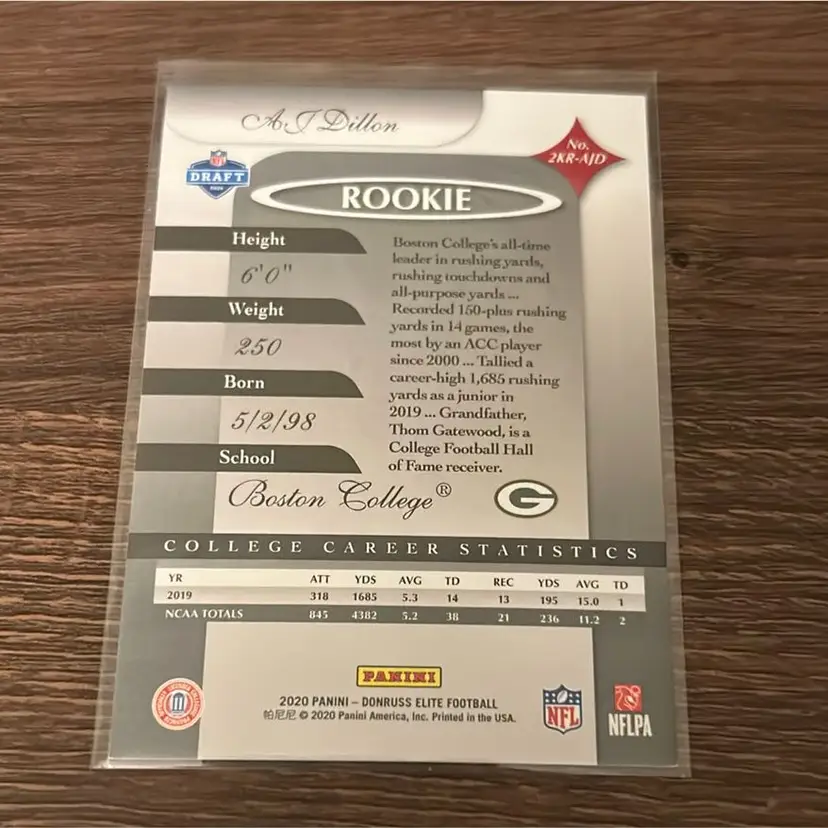 AJ Dillon
No.
2KR-AJD
NFL
DRAFT
2020
ROOKIE
Height
6'0"
Weight
250
Born
5/2/98
School
Boston College®
Boston College's all-time
leader in rushing yards,
rushing touchdowns and
all-purpose yards ...
Recorded 150-plus rushing
yards in 14 games, the
most by an ACC player
since 2000 ... Tallied a
career-high 1,685 rushing
yards as a junior in
2019 ... Grandfather,
Thom Gatewood, is a
College Football Hall
of Fame receiver.
G
COLLEGE CAREER STATISTICS
YR ATT YDS AVG TD REC YDS AVG TD
2019 318 1685 5.3 14 13 195 15.0 1
NCAA TOTALS 845 4382 5.2 38 21 236 11.2 2
PANINI
2020 PANINI – DONRUSS ELITE FOOTBALL
帕尼尼 © 2020 Panini America, Inc. Printed in the USA.
NFL
NFLPA